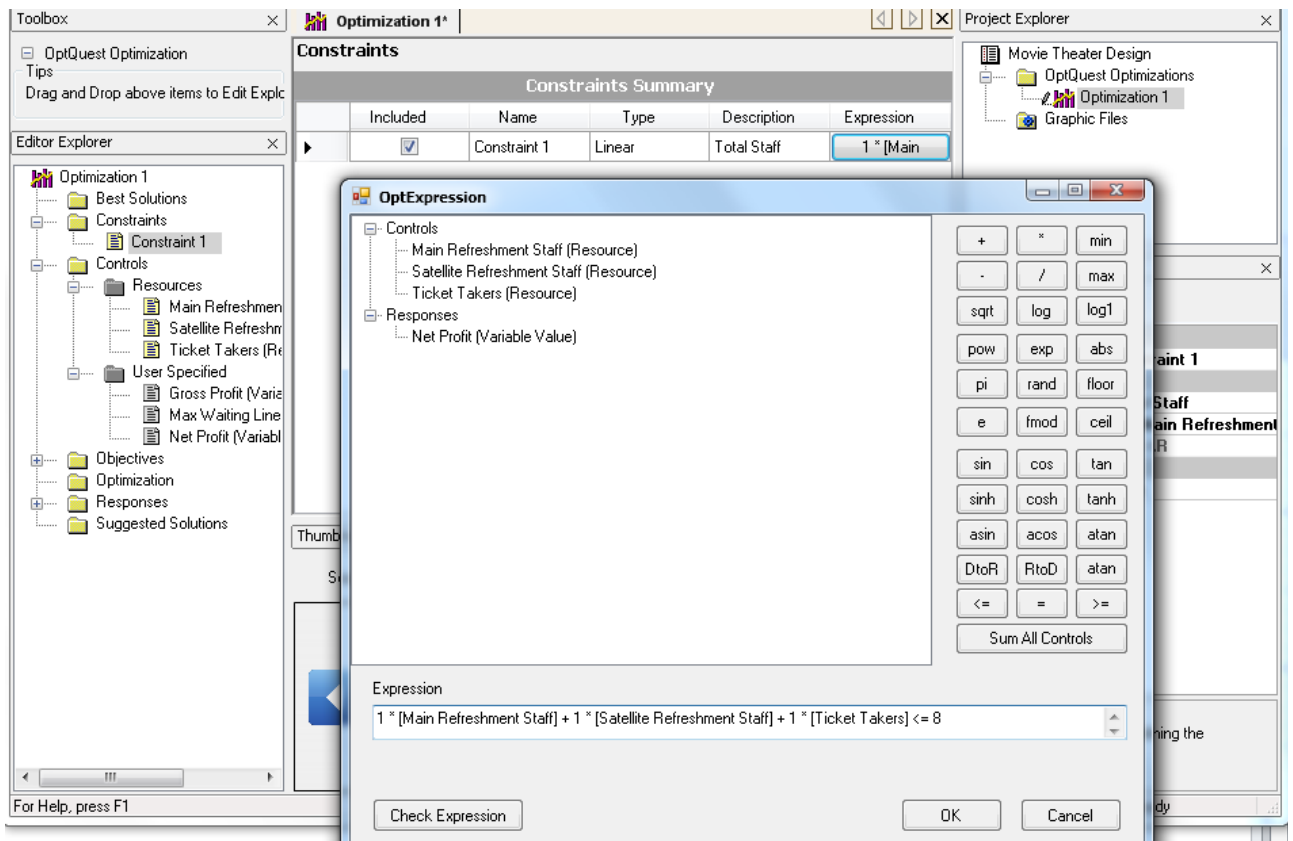 Toolbox
OptQuest Optimization
Tips
Drag and Drop above items to Edit Explc
Editor Explorer
Optimization 1
Best Solutions
Constraints
Constraint 1
Controls
Resources
Main Refreshmen
Satellite Refreshm
Ticket Takers (Re
User Specified
Gross Profit (Varia
Max Waiting Line
Net Profit (Variabl
Objectives
Optimization
Responses
Suggested Solutions
For Help, press F1
Optimization 1*
Constraints
Constraints Summary
Included Name Type Description Expression
Constraint 1 Linear Total Staff 1 * [Main
Project Explorer
Movie Theater Design
OptQuest Optimizations
Optimization 1
Graphic Files
OptExpression
Controls
Main Refreshment Staff (Resource)
Satellite Refreshment Staff (Resource)
Ticket Takers (Resource)
Responses
Net Profit (Variable Value)
+ * min
- / max
sqrt log log1
pow exp abs
pi rand floor
e fmod ceil
sin cos tan
sinh cosh tanh
asin acos atan
DtoR RtoD atan
<= = >=
Sum All Controls
Expression
1 * [Main Refreshment Staff] + 1 * [Satellite Refreshment Staff] + 1 * [Ticket Takers] <= 8
Check Expression OK Cancel
Thumb
S
raint 1
Staff
ain Refreshment
R
ning the
dy